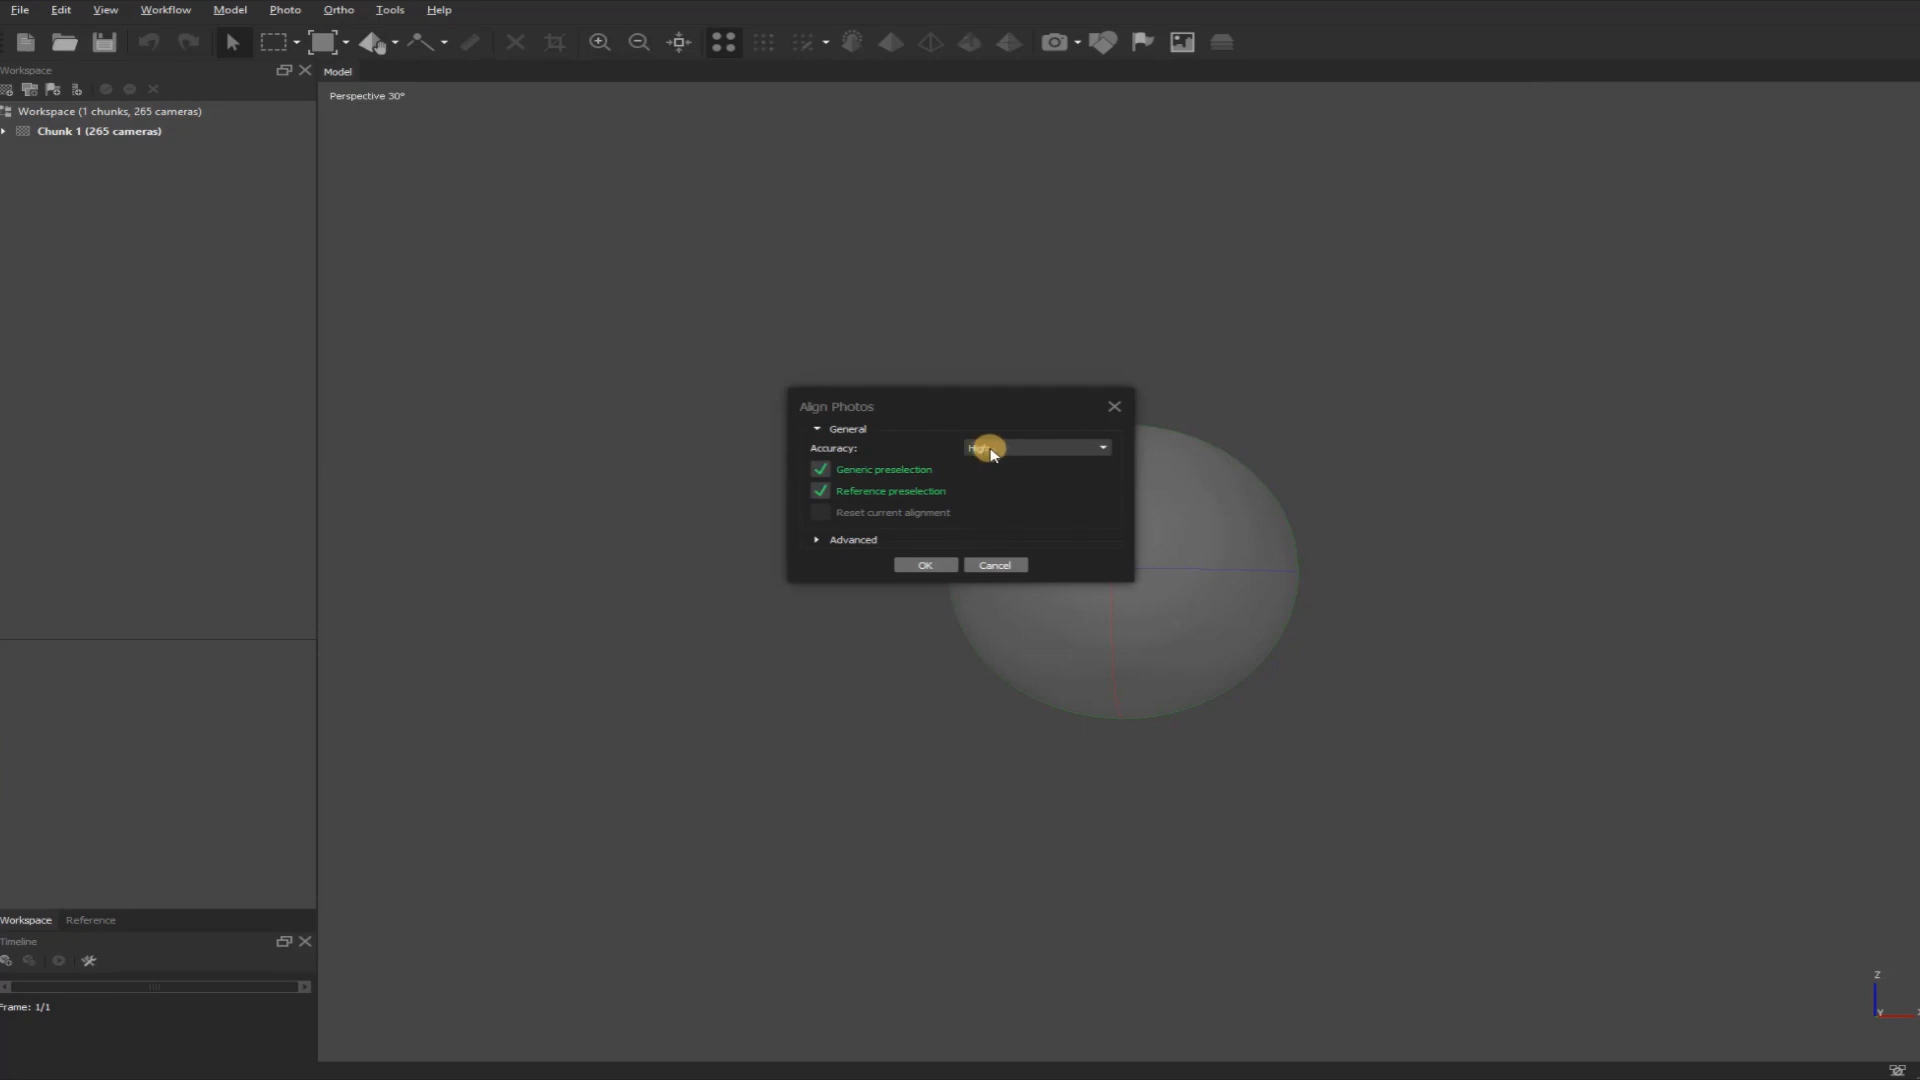 File Edit View Workflow Model Photo Ortho Tools Help
Workspace
Model
Perspective 30°
Workspace (1 chunks, 265 cameras)
Chunk 1 (265 cameras)
Align Photos
General
Accuracy: High
Generic preselection
Reference preselection
Reset current alignment
Advanced
OK Cancel
Workspace Reference
Timeline
Frame: 1/1
Z
Y
X